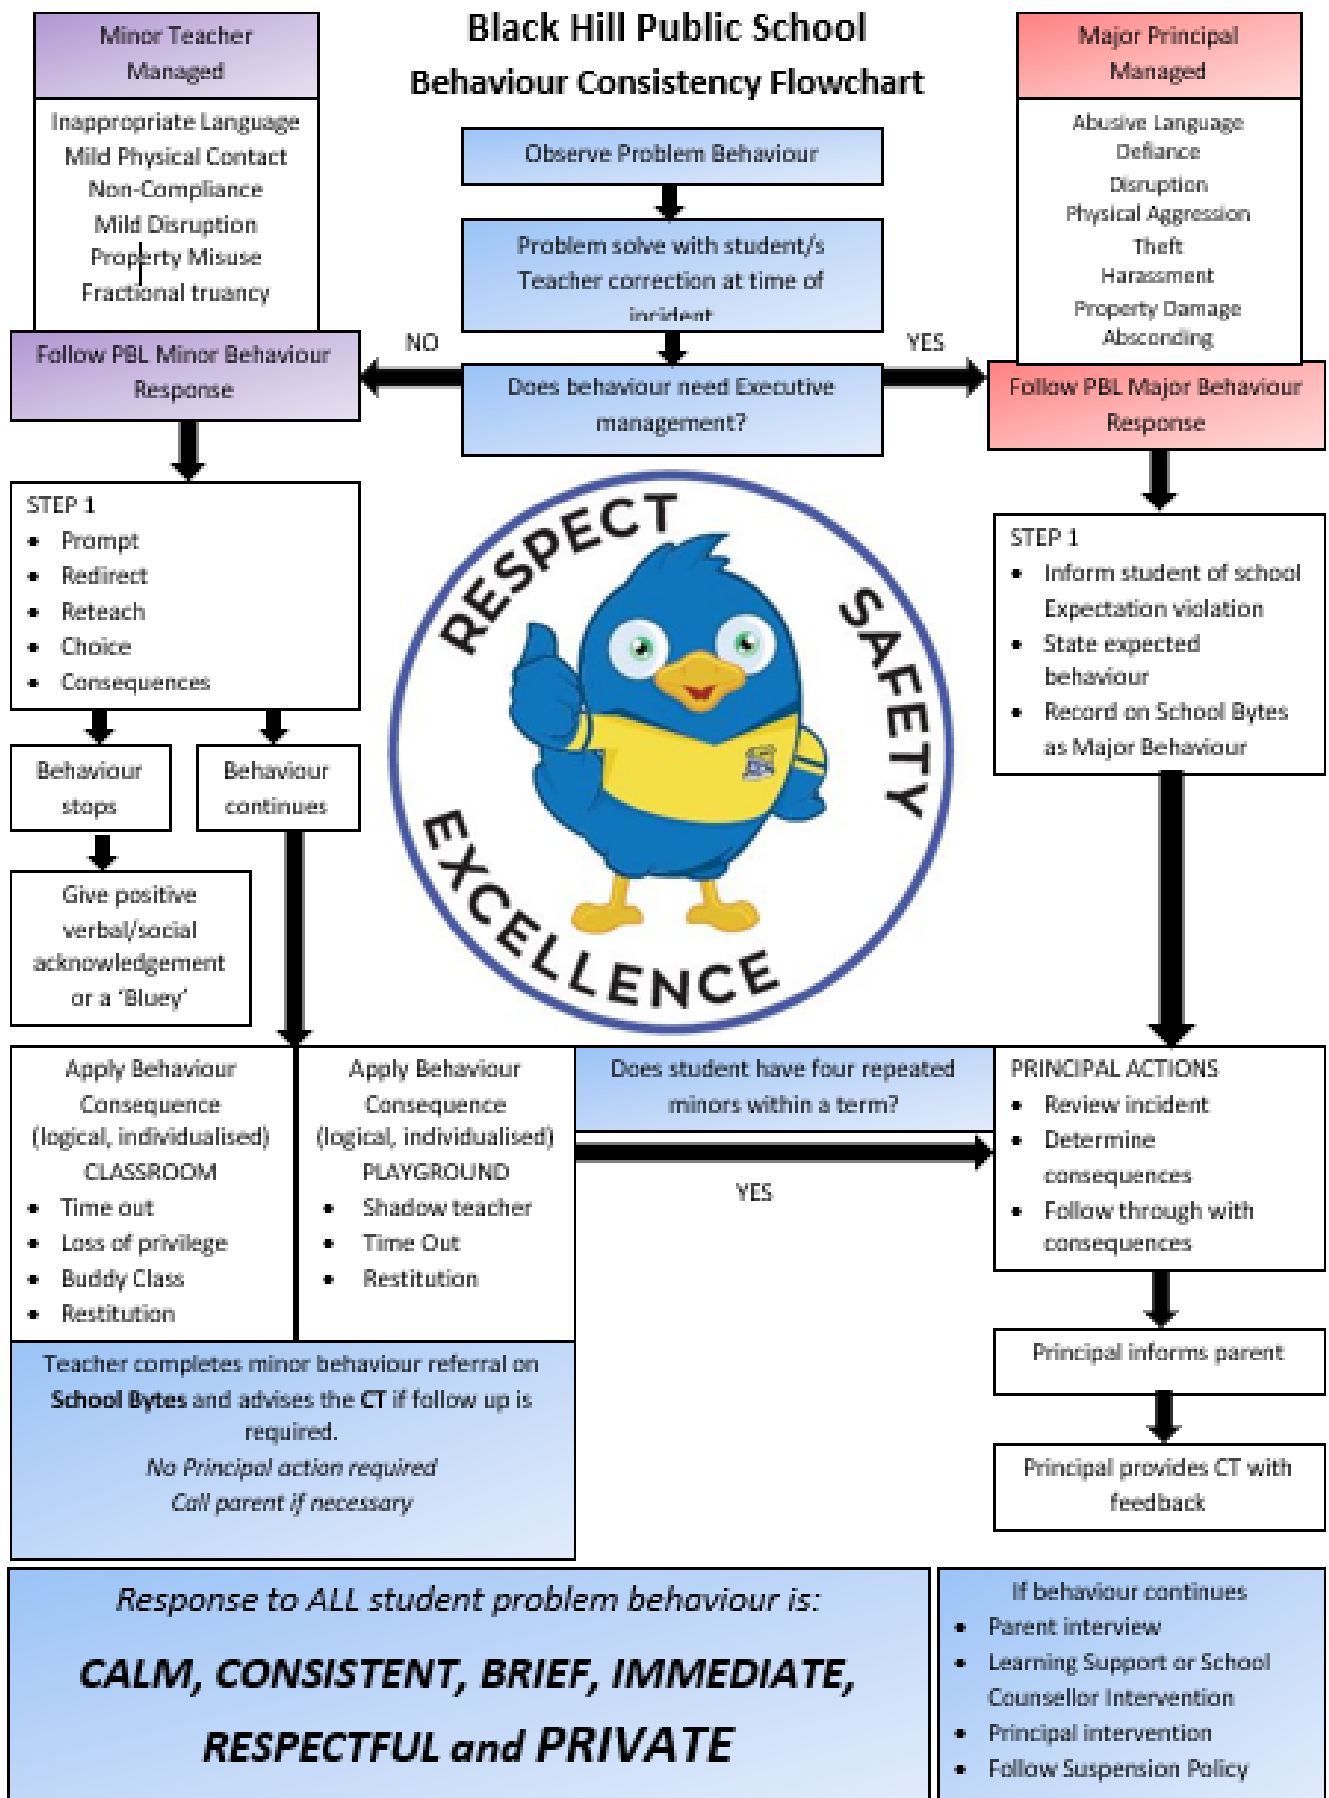 Black Hill Public School
Behaviour Consistency Flowchart
Minor Teacher
Managed
Inappropriate Language
Mild Physical Contact
Non-Compliance
Mild Disruption
Property Misuse
Fractional truancy
Follow PBL Minor Behaviour
Response
Observe Problem Behaviour
Problem solve with student/s
Teacher correction at time of
incident
NO
YES
Does behaviour need Executive
management?
Major Principal
Managed
Abusive Language
Defiance
Disruption
Physical Aggression
Theft
Harassment
Property Damage
Absconding
Follow PBL Major Behaviour
Response
STEP 1
• Prompt
• Redirect
• Reteach
• Choice
• Consequences
Behaviour
stops
Behaviour
continues
Give positive
verbal/social
acknowledgement
or a ‘Bluey’
RESPECT
SAFETY
EXCELLENCE
STEP 1
• Inform student of school
Expectation violation
• State expected
behaviour
• Record on School Bytes
as Major Behaviour
Apply Behaviour
Consequence
(logical, individualised)
CLASSROOM
• Time out
• Loss of privilege
• Buddy Class
• Restitution
Apply Behaviour
Consequence
(logical, individualised)
PLAYGROUND
• Shadow teacher
• Time Out
• Restitution
Does student have four repeated
minors within a term?
YES
PRINCIPAL ACTIONS
• Review incident
• Determine
consequences
• Follow through with
consequences
Principal informs parent
Principal provides CT with
feedback
Teacher completes minor behaviour referral on
School Bytes and advises the CT if follow up is
required.
No Principal action required
Call parent if necessary
Response to ALL student problem behaviour is:
CALM, CONSISTENT, BRIEF, IMMEDIATE,
RESPECTFUL and PRIVATE
If behaviour continues
• Parent interview
• Learning Support or School
Counsellor Intervention
• Principal intervention
• Follow Suspension Policy